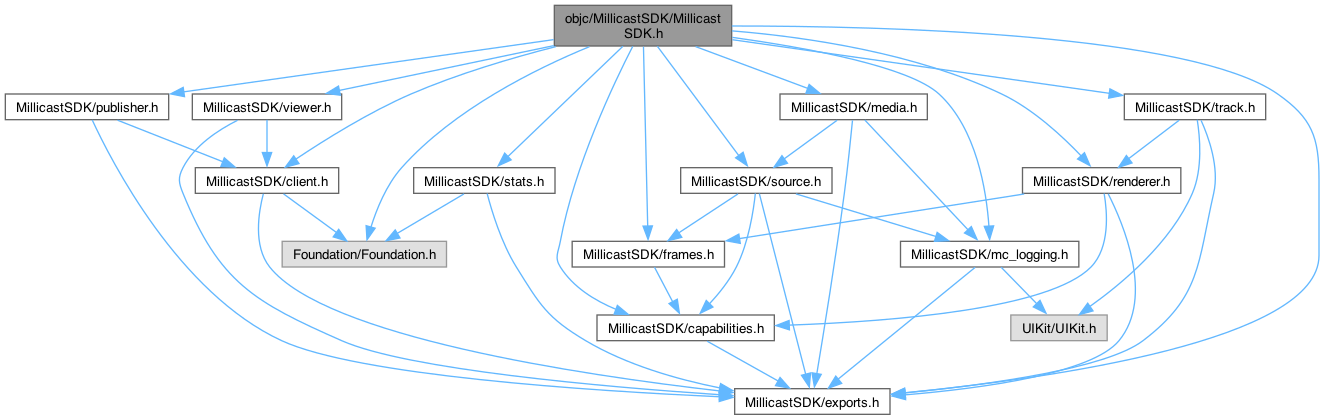 objc/MillicastSDK/Millicast
SDK.h
MillicastSDK/publisher.h
MillicastSDK/viewer.h
MillicastSDK/media.h
MillicastSDK/track.h
MillicastSDK/client.h
MillicastSDK/stats.h
MillicastSDK/source.h
MillicastSDK/renderer.h
Foundation/Foundation.h
MillicastSDK/frames.h
MillicastSDK/mc_logging.h
MillicastSDK/capabilities.h
UIKit/UIKit.h
MillicastSDK/exports.h